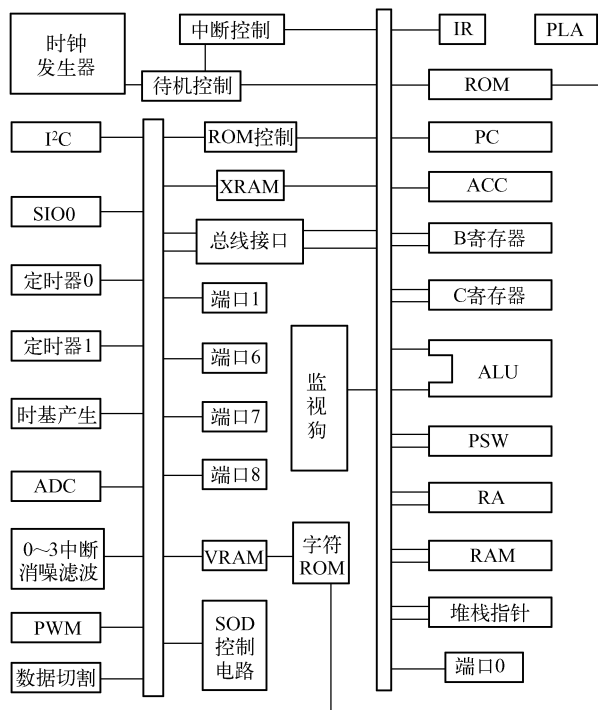 时钟
发生器
中断控制
待机控制
IR
PLA
ROM
I²C
ROM控制
PC
XRAM
ACC
SIO0
总线接口
B寄存器
定时器0
端口1
C寄存器
定时器1
端口6
监
视
狗
ALU
时基产生
端口7
PSW
ADC
端口8
RA
0～3中断
消噪滤波
VRAM
字符
ROM
RAM
PWM
SOD
控制
电路
堆栈指针
数据切割
端口0